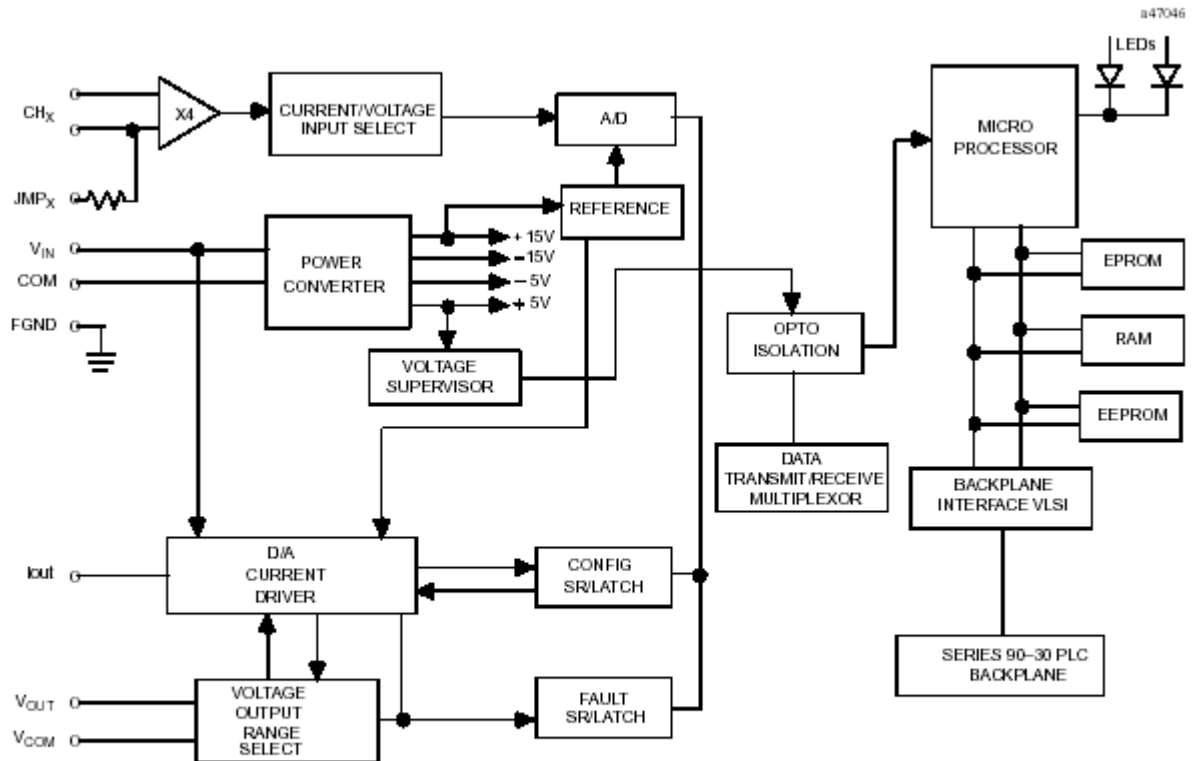 a47046
LEDs
CHX
X4
CURRENT/VOLTAGE
INPUT SELECT
A/D
MICRO
PROCESSOR
JMPX
REFERENCE
VIN
+ 15V
– 15V
POWER
CONVERTER
EPROM
COM
– 5V
+ 5V
FGND
OPTO
ISOLATION
RAM
VOLTAGE
SUPERVISOR
EEPROM
DATA
TRANSMIT/RECEIVE
MULTIPLEXOR
BACKPLANE
INTERFACE VLSI
Iout
D/A
CURRENT
DRIVER
CONFIG
SR/LATCH
SERIES 90–30 PLC
BACKPLANE
VOUT
VCOM
VOLTAGE
OUTPUT
RANGE
SELECT
FAULT
SR/LATCH